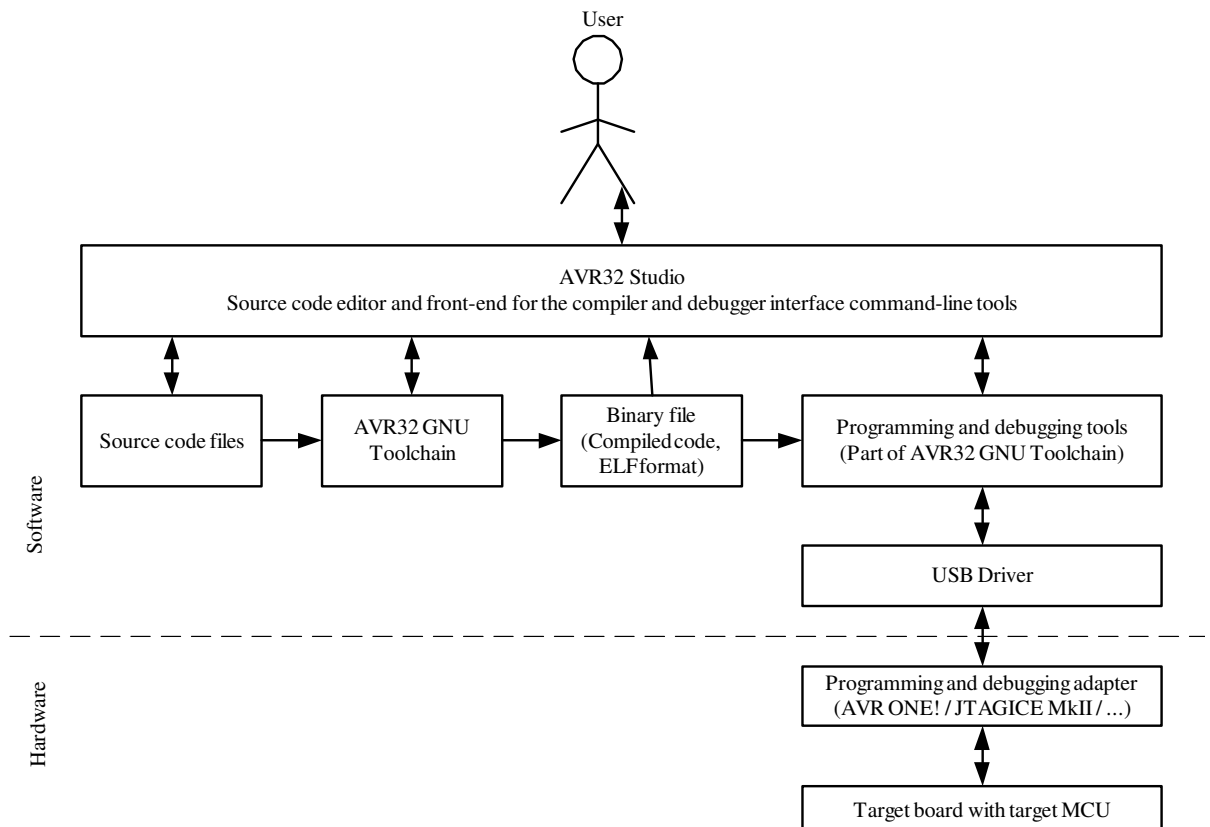 User
AVR32 Studio
Source code editor and front-end for the compiler and debugger interface command-line tools
Source code files
AVR32 GNU
Toolchain
Binary file
(Compiled code,
ELF format)
Programming and debugging tools
(Part of AVR32 GNU Toolchain)
Software
USB Driver
Hardware
Programming and debugging adapter
(AVR ONE! / JTAGICE MkII / ...)
Target board with target MCU